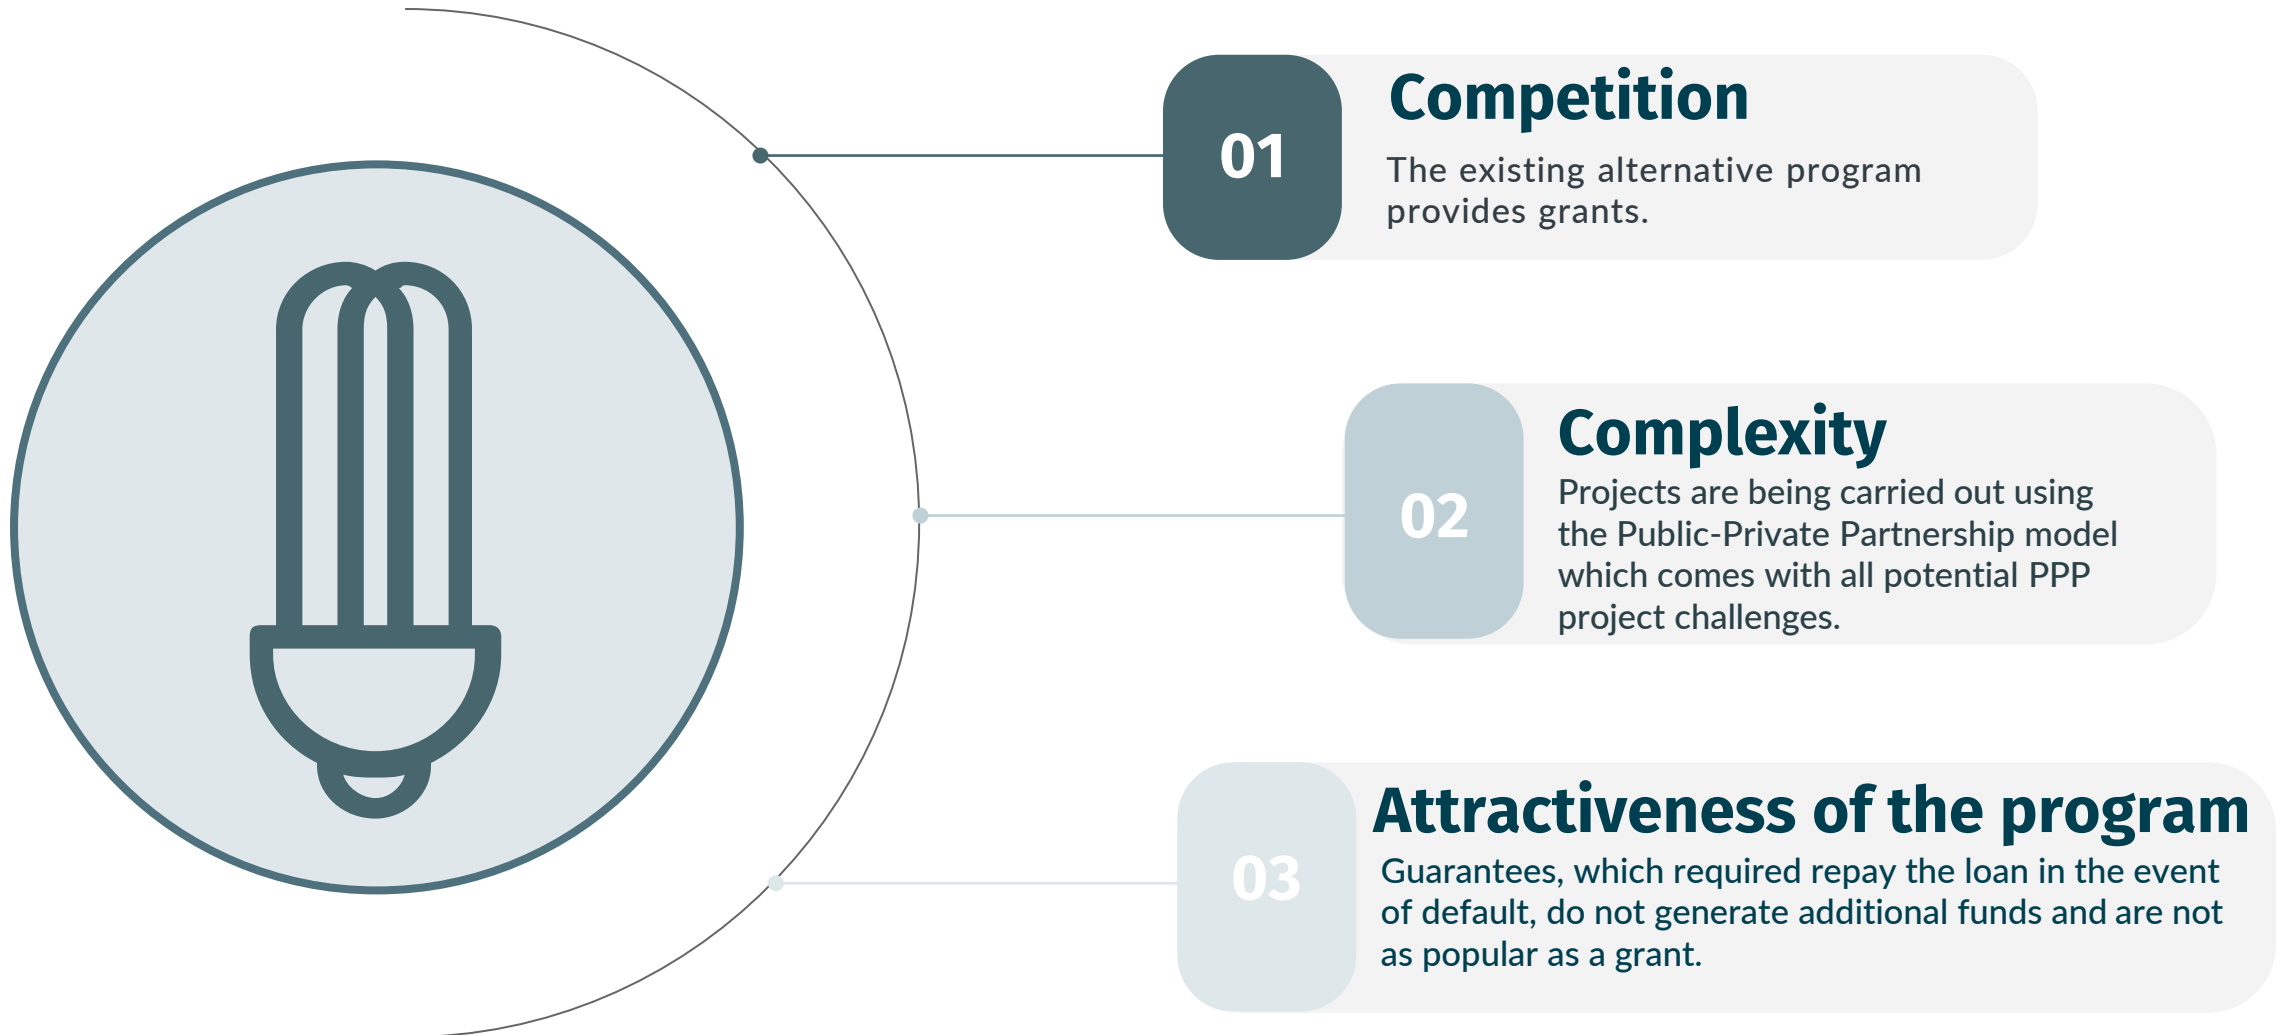 01
Competition
The existing alternative program
provides grants.
02
Complexity
Projects are being carried out using
the Public-Private Partnership model
which comes with all potential PPP
project challenges.
03
Attractiveness of the program
Guarantees, which required repay the loan in the event
of default, do not generate additional funds and are not
as popular as a grant.